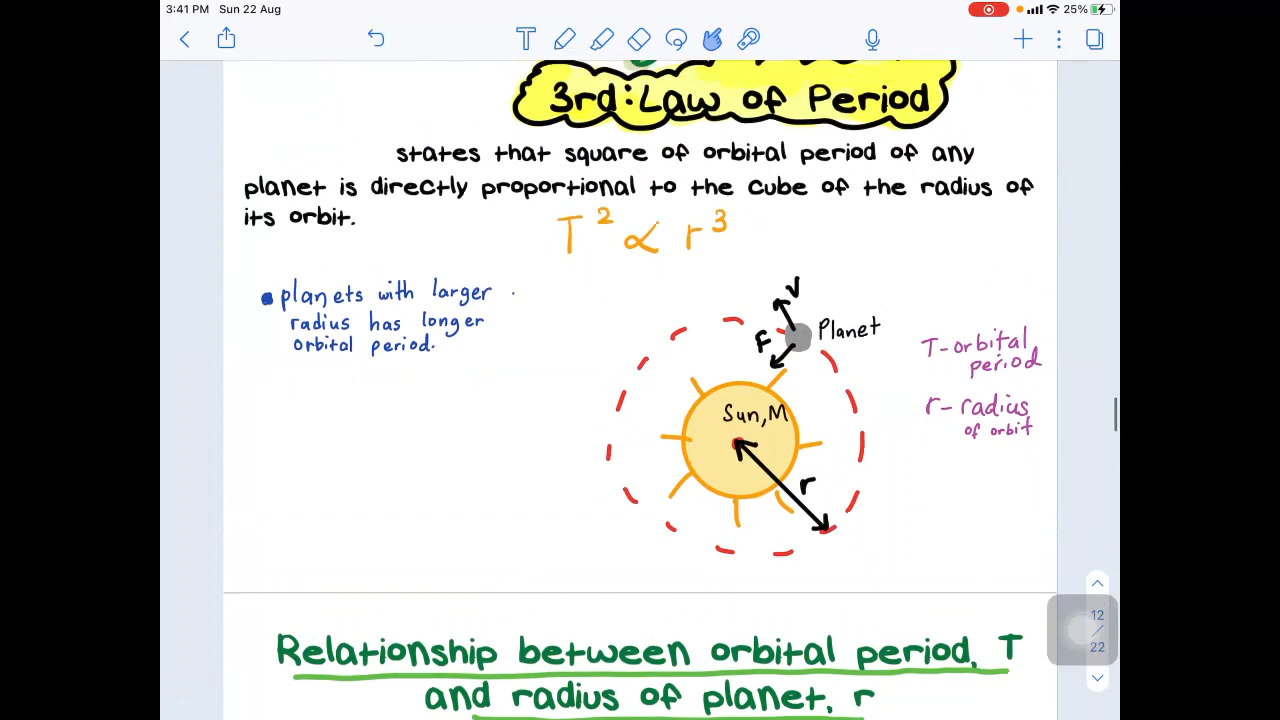 3:41 PM Sun 22 Aug
25%
3rd: Law of Period
states that square of orbital period of any
planet is directly proportional to the cube of the radius of
its orbit.
T² ∝ r³
• planets with larger
radius has longer
orbital period.
V
F
Planet
Sun, M
r
T-orbital
period
r- radius
of orbit
12
/
22
Relationship between orbital period, T
and radius of planet, r